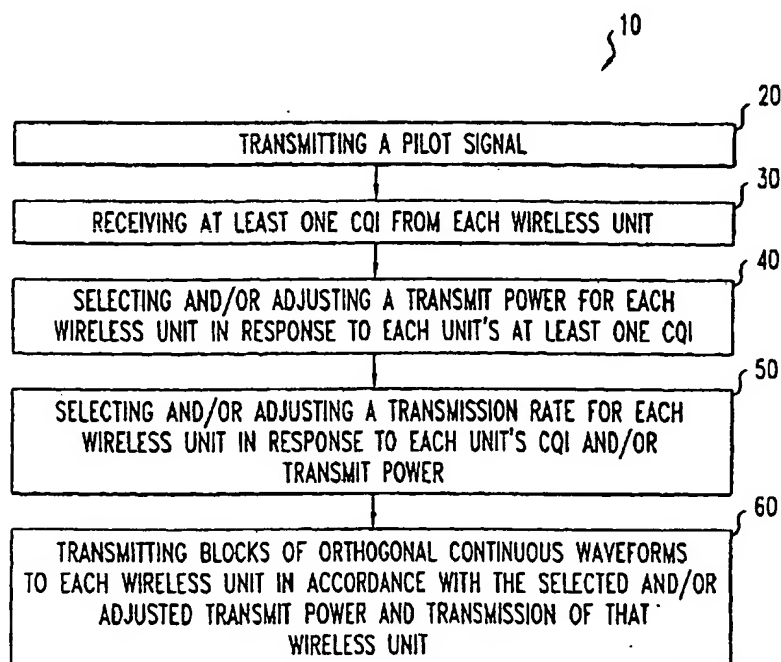 10
20
TRANSMITTING A PILOT SIGNAL
30
RECEIVING AT LEAST ONE CQI FROM EACH WIRELESS UNIT
40
SELECTING AND/OR ADJUSTING A TRANSMIT POWER FOR EACH
WIRELESS UNIT IN RESPONSE TO EACH UNIT'S AT LEAST ONE CQI
50
SELECTING AND/OR ADJUSTING A TRANSMISSION RATE FOR EACH
WIRELESS UNIT IN RESPONSE TO EACH UNIT'S CQI AND/OR
TRANSMIT POWER
60
TRANSMITTING BLOCKS OF ORTHOGONAL CONTINUOUS WAVEFORMS
TO EACH WIRELESS UNIT IN ACCORDANCE WITH THE SELECTED AND/OR
ADJUSTED TRANSMIT POWER AND TRANSMISSION OF THAT
WIRELESS UNIT